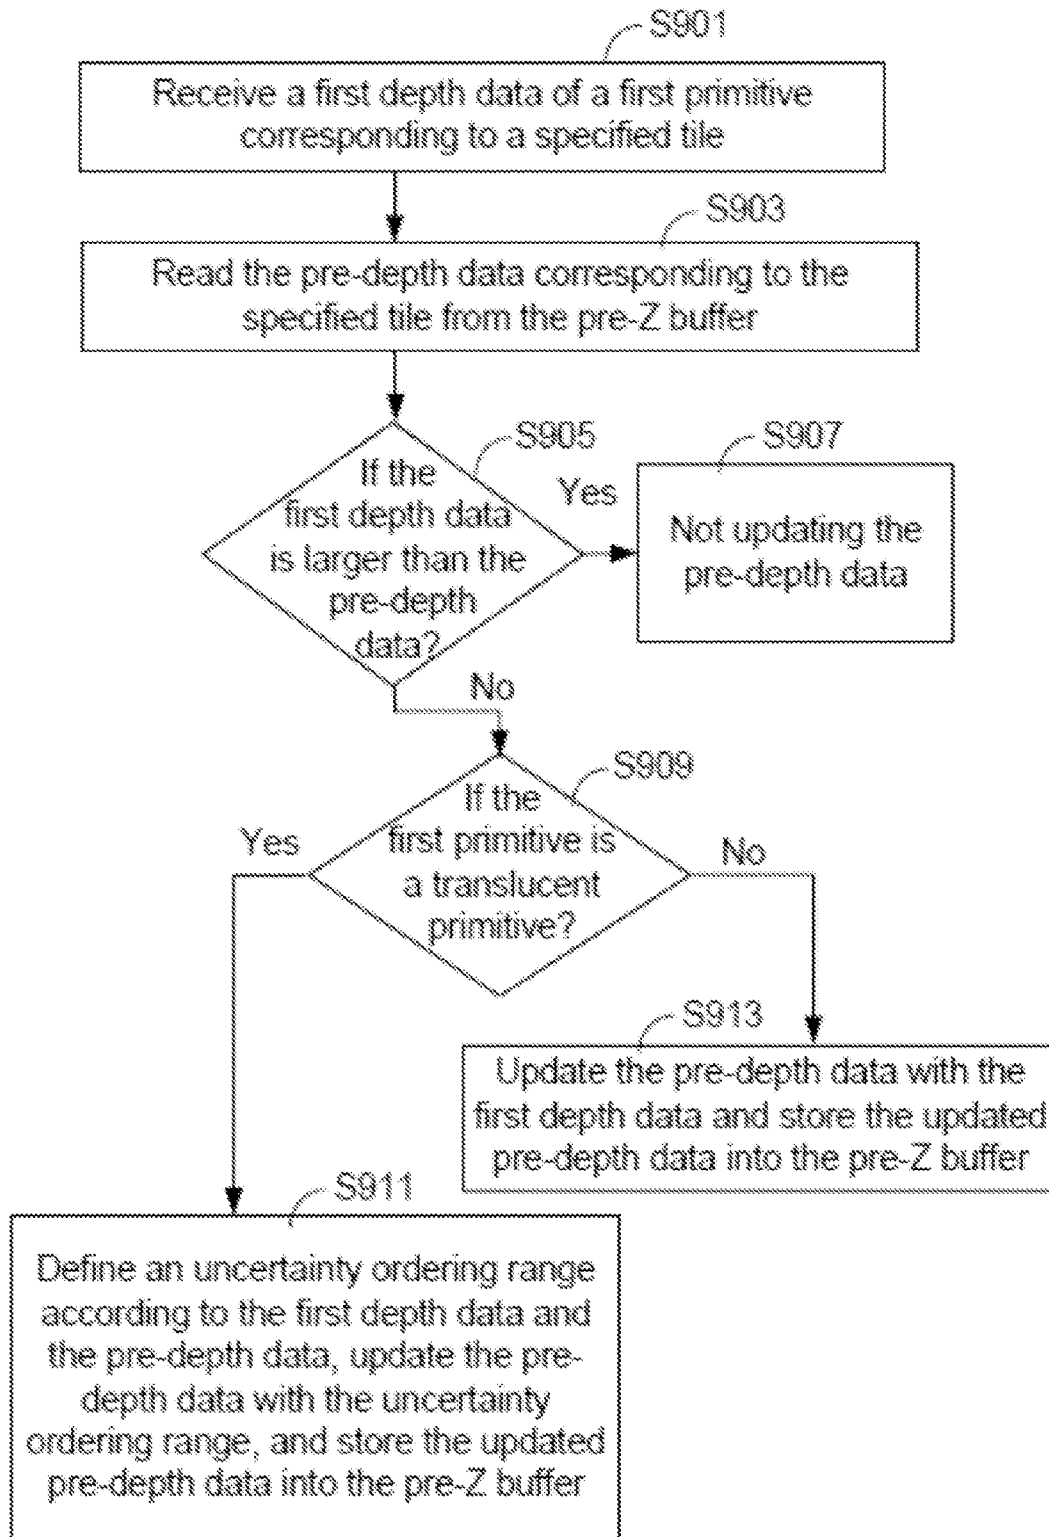 S901
Receive a first depth data of a first primitive
corresponding to a specified tile
S903
Read the pre-depth data corresponding to the
specified tile from the pre-Z buffer
S905
If the
first depth data
is larger than the
pre-depth
data?
Yes
S907
Not updating the
pre-depth data
No
S909
If the
first primitive is
a translucent
primitive?
Yes
No
S913
Update the pre-depth data with the
first depth data and store the updated
pre-depth data into the pre-Z buffer
S911
Define an uncertainty ordering range
according to the first depth data and
the pre-depth data, update the pre-
depth data with the uncertainty
ordering range, and store the updated
pre-depth data into the pre-Z buffer